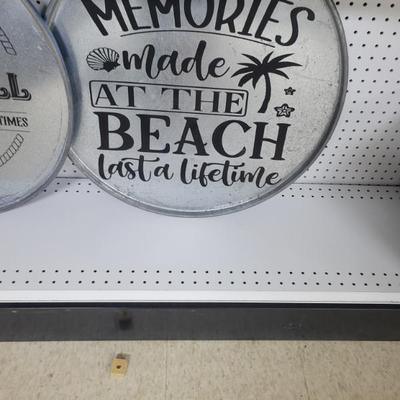 MEMORIES
made
AT THE
BEACH
last a lifetime
TIMES